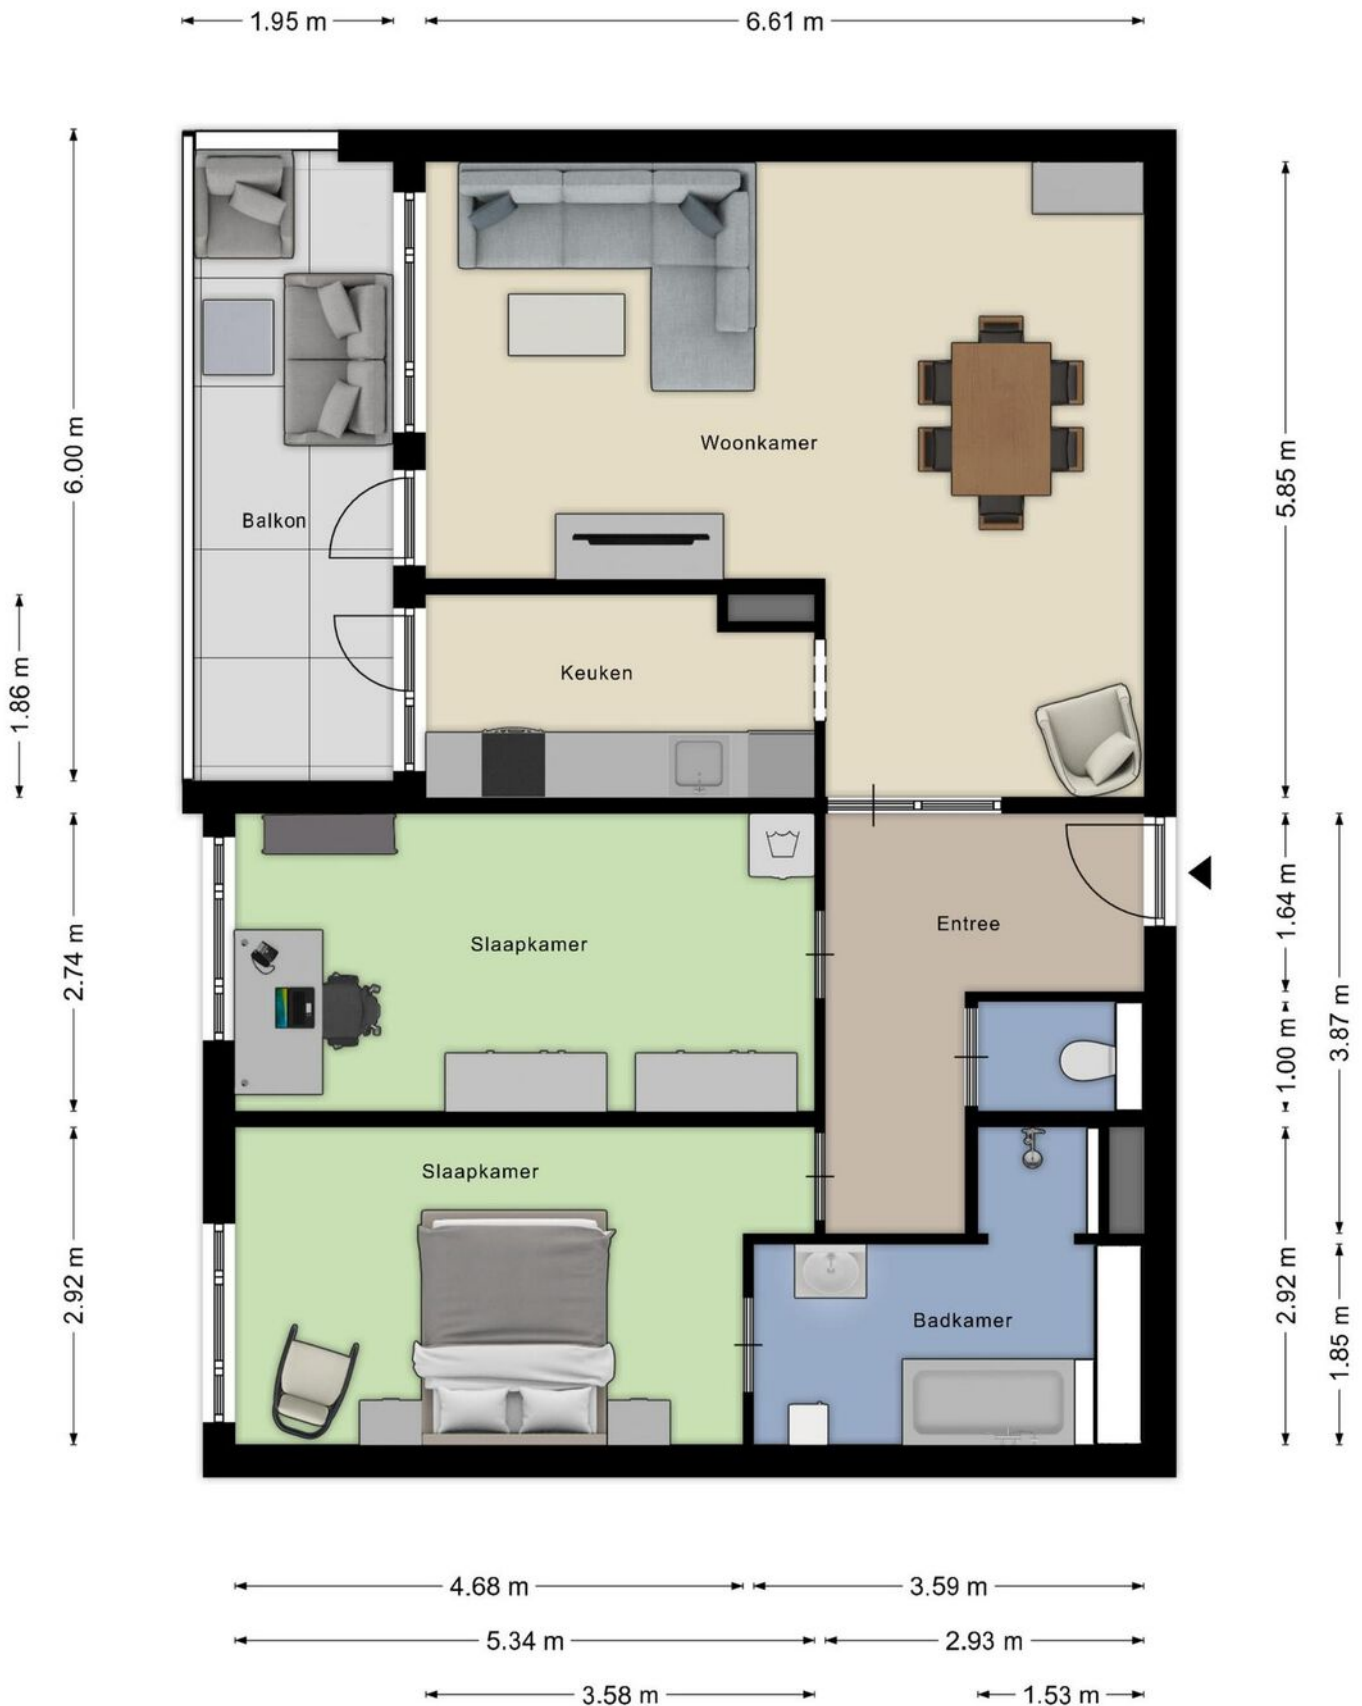 1.95 m
6.61 m
6.00 m
5.85 m
Woonkamer
Balkon
1.86 m
Keuken
2.74 m
1.64 m
Entree
Slaapkamer
3.87 m
1.00 m
Slaapkamer
2.92 m
2.92 m
Badkamer
1.85 m
4.68 m
3.59 m
5.34 m
2.93 m
3.58 m
1.53 m